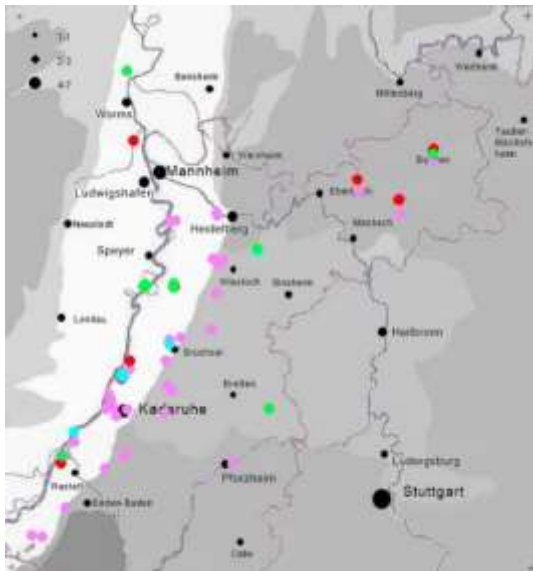 Bensheim
Wertheim
Miltenberg
Worms
Tauber-
Weinheim
Mannheim
Ludwigshafen
Mosbach
Neustadt
Heidelberg
Speyer
Wiesloch
Sinsheim
Landau
Heilbronn
Bruchsal
Bretten
Karlsruhe
Ludwigsburg
Pforzheim
Rastatt
Stuttgart
Baden-Baden
Calw